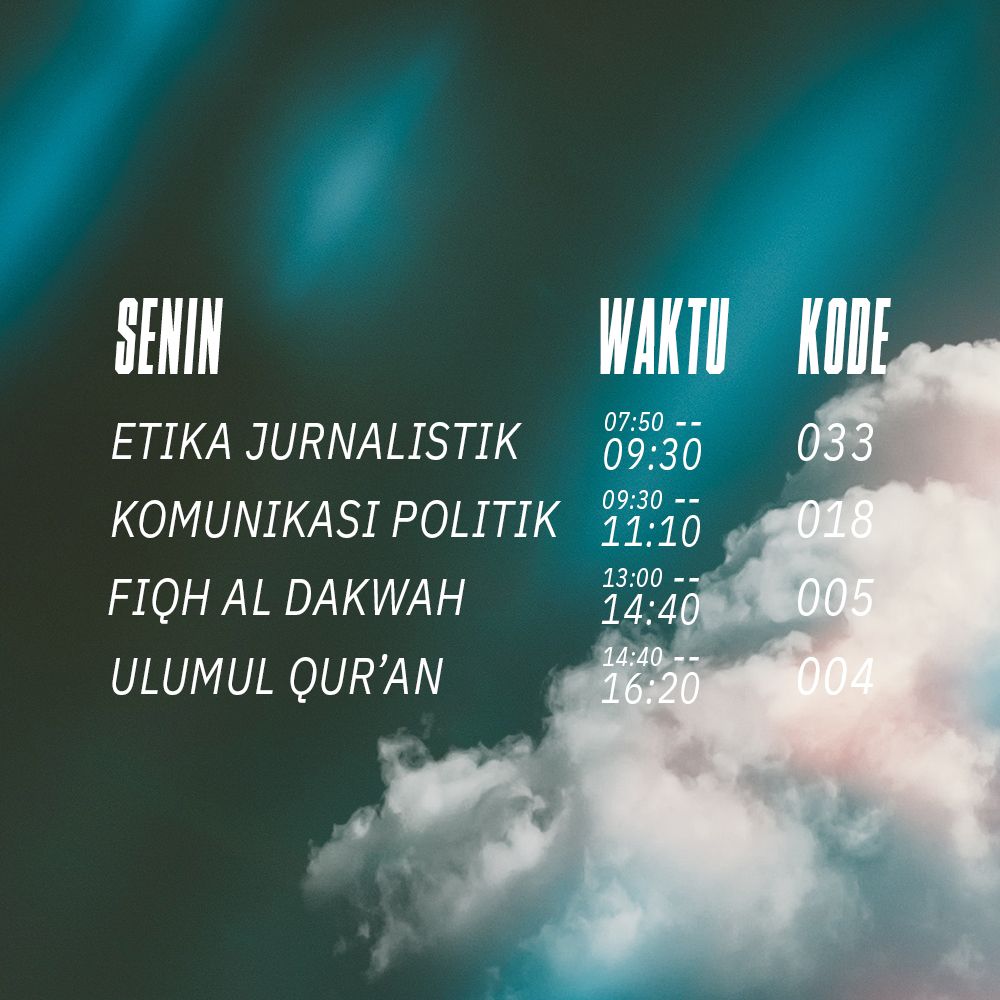 SENIN WAKTU KODE
ETIKA JURNALISTIK 07:50 -- 09:30 033
KOMUNIKASI POLITIK 09:30 -- 11:10 018
FIQH AL DAKWAH 13:00 -- 14:40 005
ULUMUL QUR’AN 14:40 -- 16:20 004